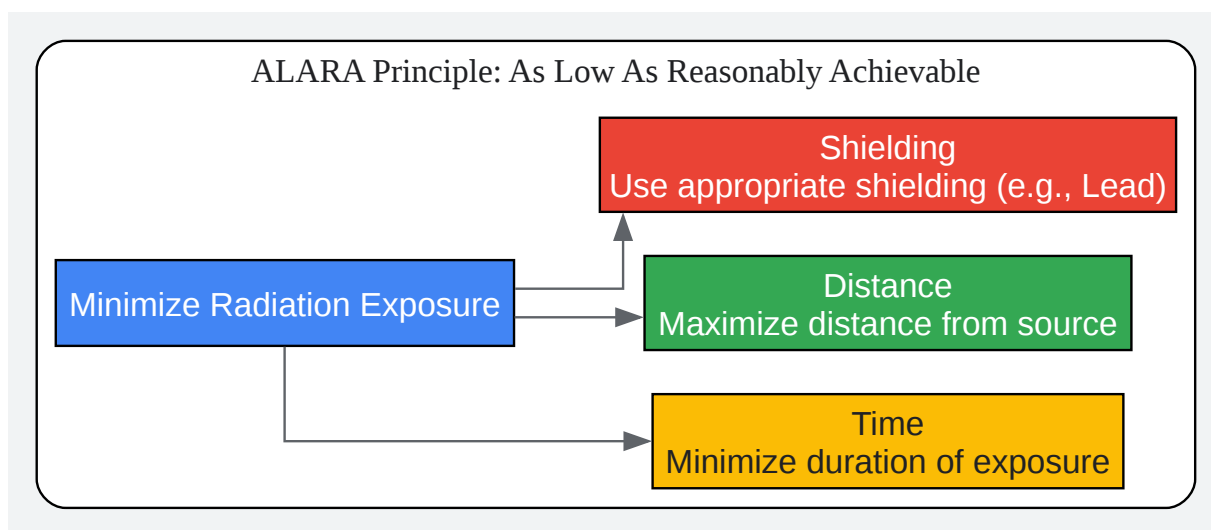 ALARA Principle: As Low As Reasonably Achievable
Shielding
Use appropriate shielding (e.g., Lead)
Minimize Radiation Exposure
Distance
Maximize distance from source
Time
Minimize duration of exposure